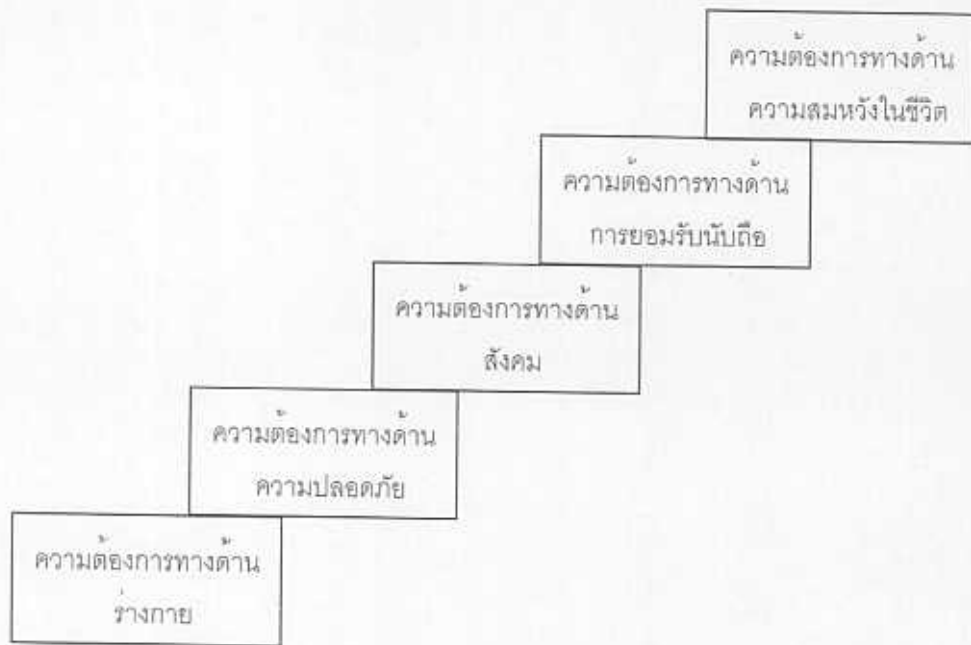 ความต้องการทางด้าน
ความสมหวังในชีวิต
ความต้องการทางด้าน
การยอมรับนับถือ
ความต้องการทางด้าน
สังคม
ความต้องการทางด้าน
ความปลอดภัย
ความต้องการทางด้าน
ร่างกาย